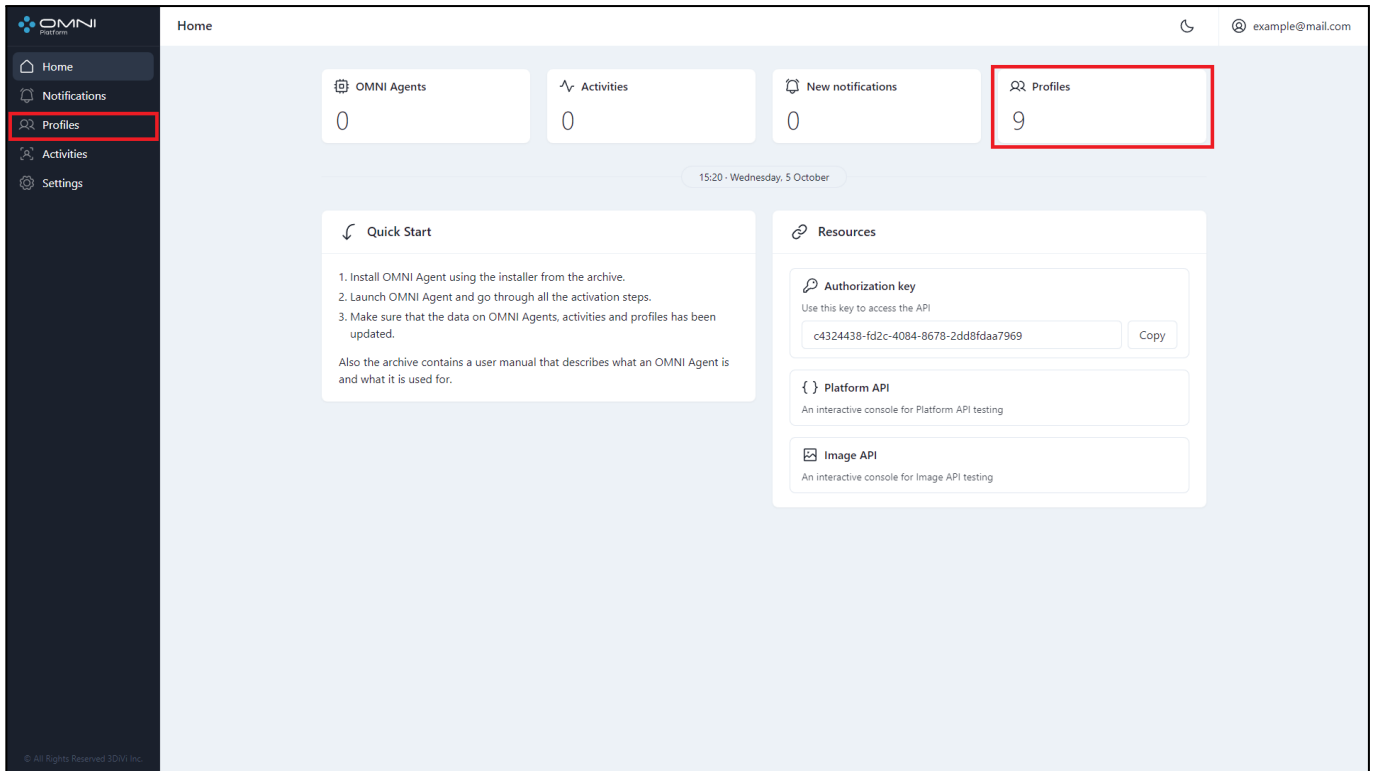 OMNI
Platform
Home
Notifications
Profiles
Activities
Settings
© All Rights Reserved 3DiVi Inc.
Home
example@mail.com
OMNI Agents
0
Activities
0
New notifications
0
Profiles
9
15:20 · Wednesday, 5 October
Quick Start
1. Install OMNI Agent using the installer from the archive.
2. Launch OMNI Agent and go through all the activation steps.
3. Make sure that the data on OMNI Agents, activities and profiles has been
updated.
Also the archive contains a user manual that describes what an OMNI Agent is
and what it is used for.
Resources
Authorization key
Use this key to access the API
c4324438-fd2c-4084-8678-2dd8fdaa7969
Copy
Platform API
An interactive console for Platform API testing
Image API
An interactive console for Image API testing